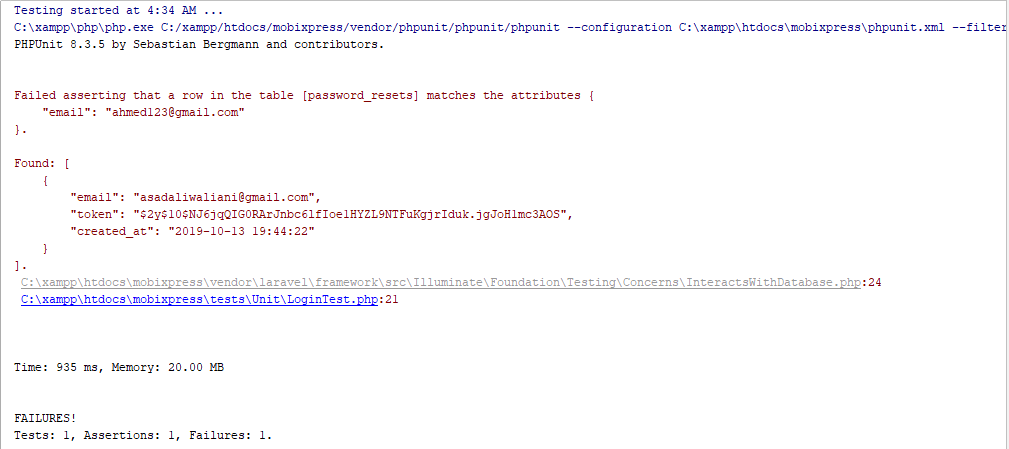 Testing started at 4:34 AM ...
C:\xampp\php\php.exe C:/xampp/htdocs/mobixpress/vendor/phpunit/phpunit/phpunit --configuration C:\xampp\htdocs\mobixpress\phpunit.xml --filter
PHPUnit 8.3.5 by Sebastian Bergmann and contributors.
Failed asserting that a row in the table [password_resets] matches the attributes {
"email": "ahmed123@gmail.com"
}.
Found: [
{
"email": "asadaliwaliani@gmail.com",
"token": "$2y$10$NJ6jqQIG0RArJnbc6lfIoe1HYZL9NTFuKgjrIduk.jgJoH1mc3AOS",
"created_at": "2019-10-13 19:44:22"
}
].
C:\xampp\htdocs\mobixpress\vendor\laravel\framework\src\Illuminate\Foundation\Testing\Concerns\InteractsWithDatabase.php:24
C:\xampp\htdocs\mobixpress\tests\Unit\LoginTest.php:21
Time: 935 ms, Memory: 20.00 MB
FAILURES!
Tests: 1, Assertions: 1, Failures: 1.